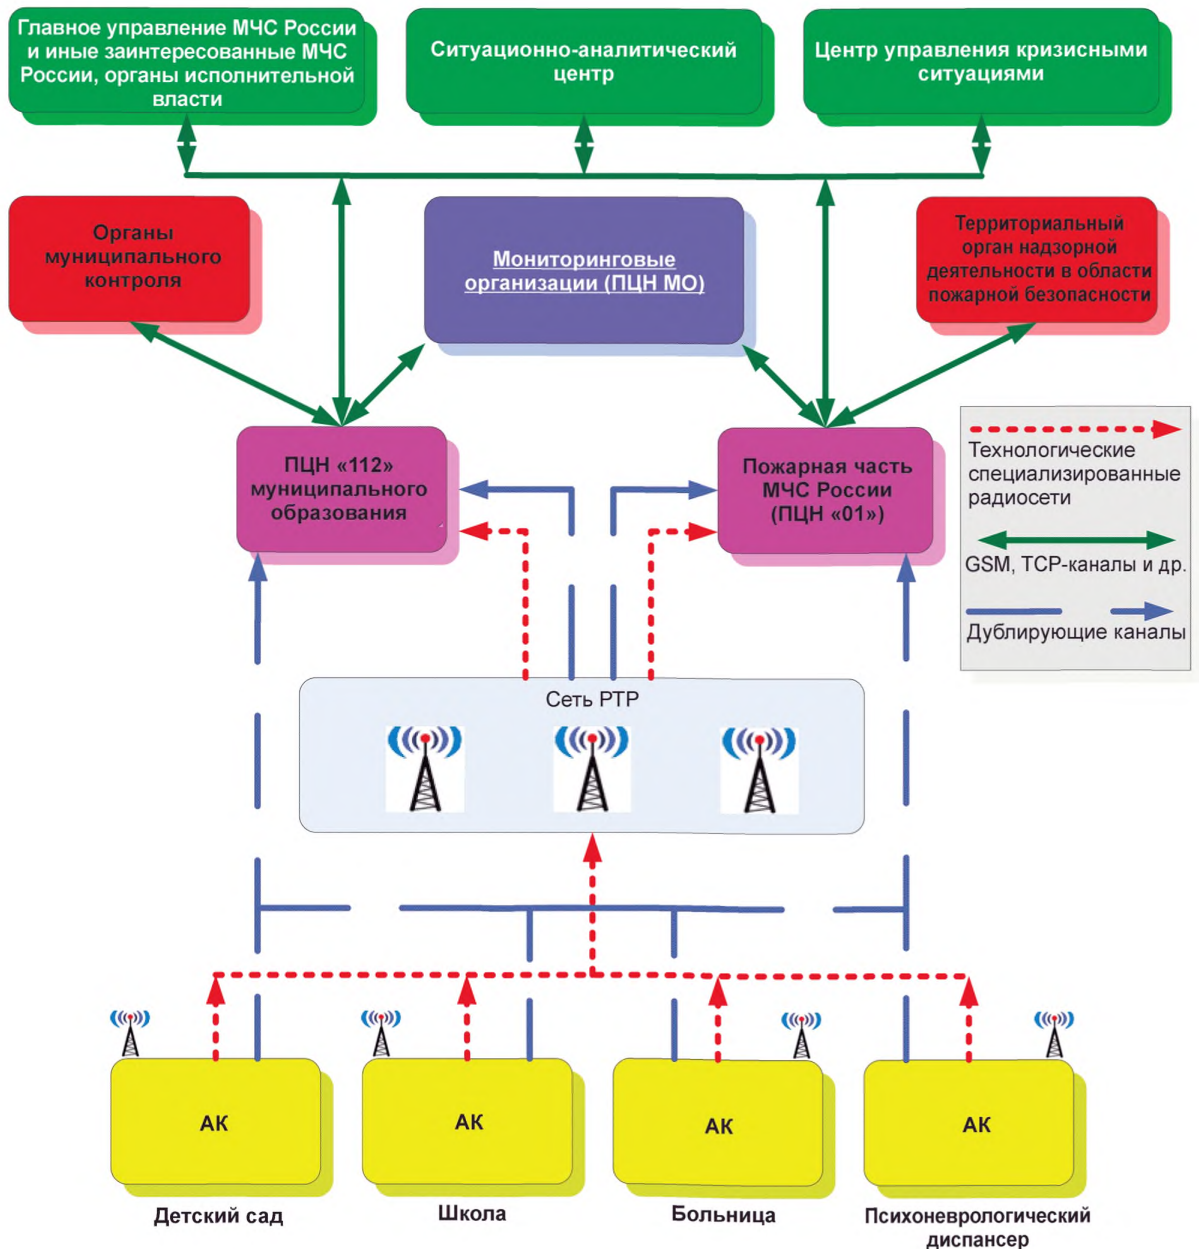 Главное управление МЧС России
и иные заинтересованные МЧС
России, органы исполнительной
власти
Ситуационно-аналитический
центр
Центр управления кризисными
ситуациями
Органы
муниципального
контроля
Мониторинговые
организации (ПЦН МО)
Территориальный
орган надзорной
деятельности в области
пожарной безопасности
ПЦН «112»
муниципального
образования
Пожарная часть
МЧС России
(ПЦН «01»)
Технологические
специализированные
радиосети
GSM, TCP-каналы и др.
Дублирующие каналы
Сеть РТР
АК
АК
АК
АК
Детский сад
Школа
Больница
Психоневрологический
диспансер